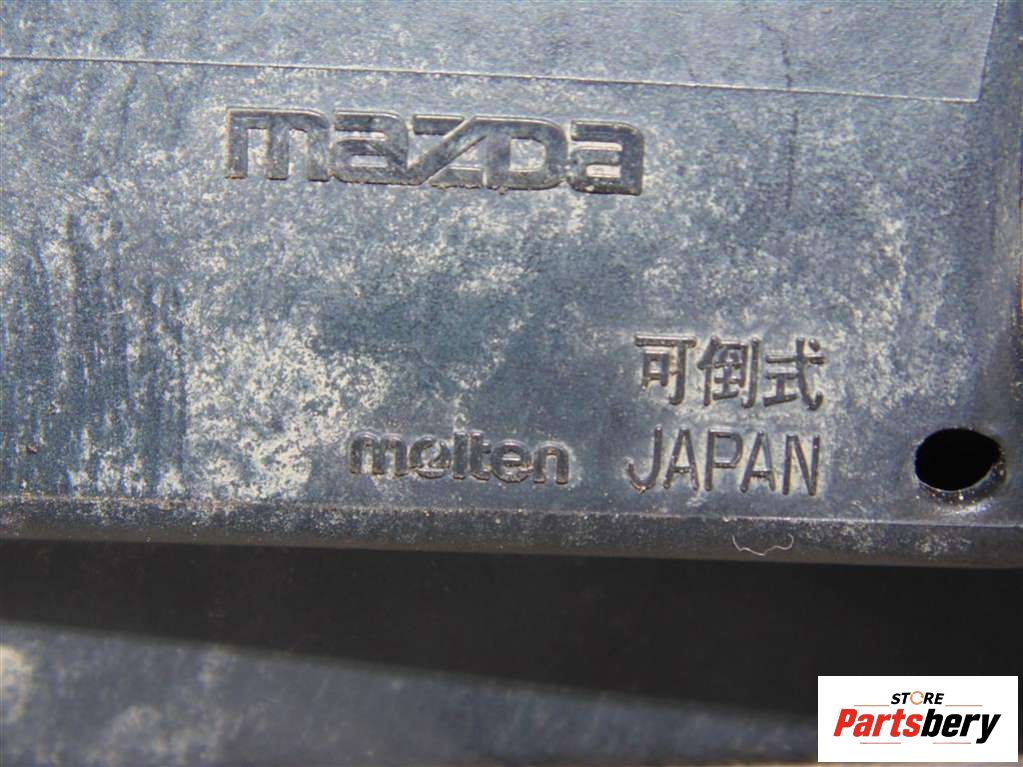 mazda
可倒式
molten JAPAN
STORE
Partsbery